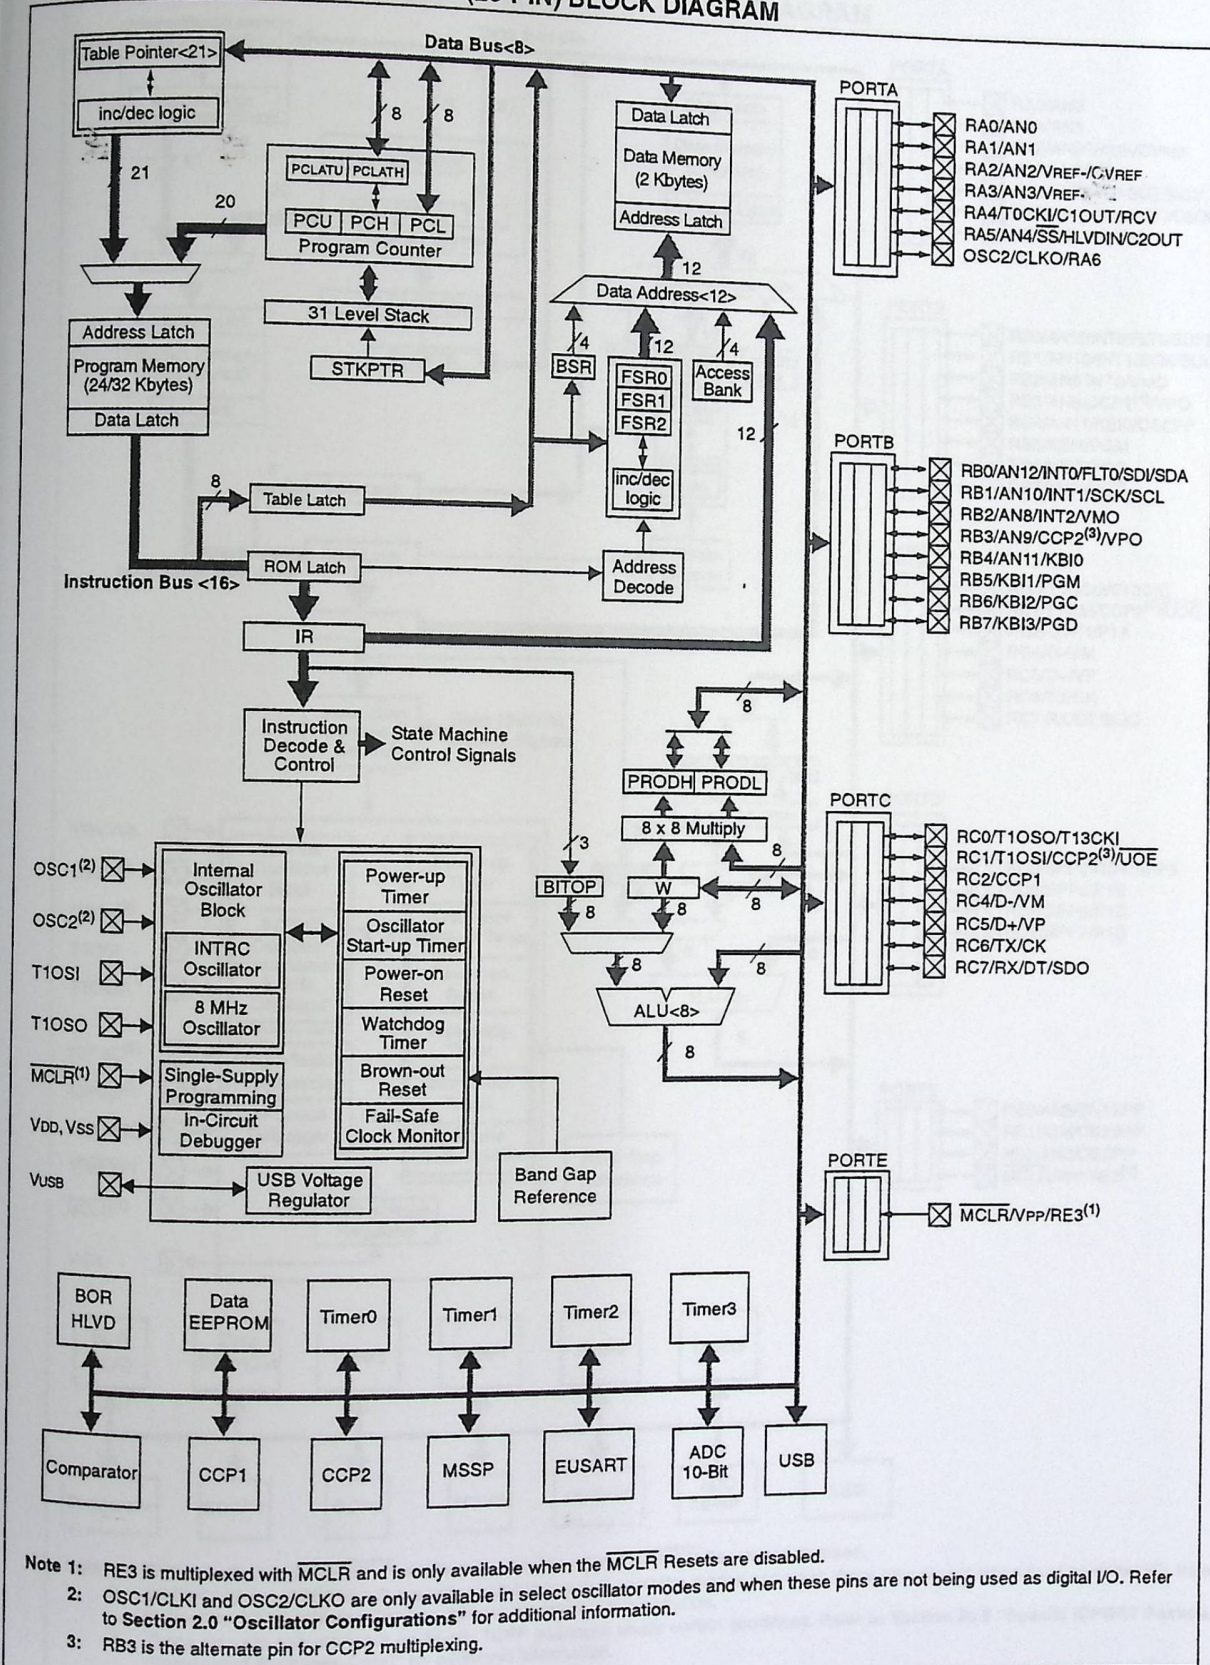 (28-PIN) BLOCK DIAGRAM
Data Bus<8>
Table Pointer<21>
inc/dec logic
21
20
8
8
PCLATU PCLATH
PCU PCH PCL
Program Counter
31 Level Stack
STKPTR
Address Latch
Program Memory
(24/32 Kbytes)
Data Latch
8
Instruction Bus <16>
Table Latch
ROM Latch
IR
Data Latch
Data Memory
(2 Kbytes)
Address Latch
12
Data Address<12>
4
12
4
BSR
FSR0
FSR1
FSR2
inc/dec
logic
Access
Bank
12
Address
Decode
Instruction
Decode &
Control
State Machine
Control Signals
8
PRODH PRODL
8 x 8 Multiply
3
8
BITOP
W
8
8
8
8
8
ALU<8>
8
OSC1(2)
OSC2(2)
T1OSI
T1OSO
MCLR(1)
VDD, VSS
VUSB
Internal
Oscillator
Block
INTRC
Oscillator
8 MHz
Oscillator
Single-Supply
Programming
In-Circuit
Debugger
USB Voltage
Regulator
Power-up
Timer
Oscillator
Start-up Timer
Power-on
Reset
Watchdog
Timer
Brown-out
Reset
Fail-Safe
Clock Monitor
Band Gap
Reference
PORTA
RA0/AN0
RA1/AN1
RA2/AN2/VREF-/CVREF
RA3/AN3/VREF+
RA4/T0CKI/C1OUT/RCV
RA5/AN4/SS/HLVDIN/C2OUT
OSC2/CLKO/RA6
PORTB
RB0/AN12/INT0/FLT0/SDI/SDA
RB1/AN10/INT1/SCK/SCL
RB2/AN8/INT2/VMO
RB3/AN9/CCP2(3)/VPO
RB4/AN11/KBI0
RB5/KBI1/PGM
RB6/KBI2/PGC
RB7/KBI3/PGD
PORTC
RC0/T1OSO/T13CKI
RC1/T1OSI/CCP2(3)/UOE
RC2/CCP1
RC4/D-/VM
RC5/D+/VP
RC6/TX/CK
RC7/RX/DT/SDO
PORTE
MCLR/VPP/RE3(1)
BOR
HLVD
Data
EEPROM
Timer0
Timer1
Timer2
Timer3
Comparator
CCP1
CCP2
MSSP
EUSART
ADC
10-Bit
USB
Note 1: RE3 is multiplexed with MCLR and is only available when the MCLR Resets are disabled.
2: OSC1/CLKI and OSC2/CLKO are only available in select oscillator modes and when these pins are not being used as digital I/O. Refer
to Section 2.0 "Oscillator Configurations" for additional information.
3: RB3 is the alternate pin for CCP2 multiplexing.